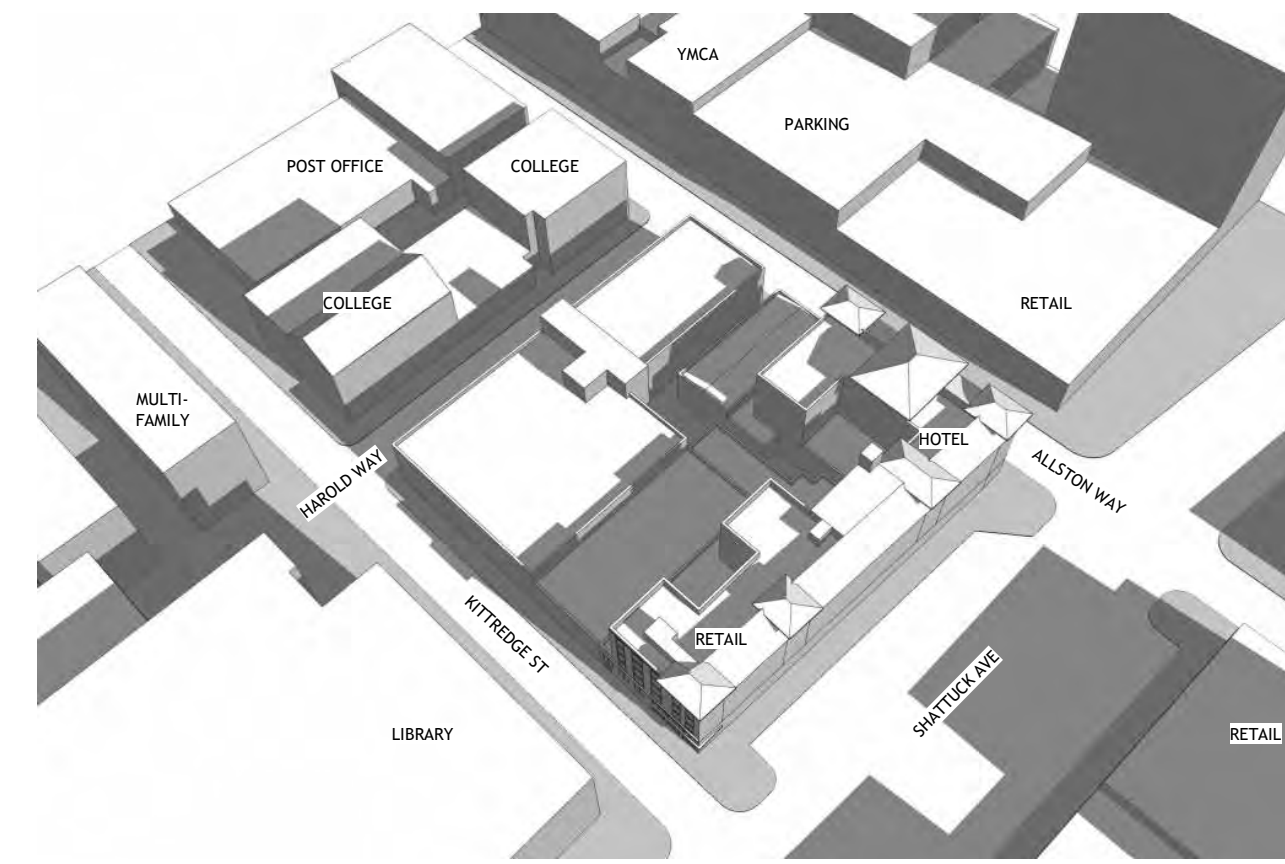 YMCA
PARKING
POST OFFICE
COLLEGE
COLLEGE
RETAIL
MULTI-
FAMILY
HOTEL
HAROLD WAY
ALLSTON WAY
KITTREDGE ST
RETAIL
SHATTUCK AVE
LIBRARY
RETAIL